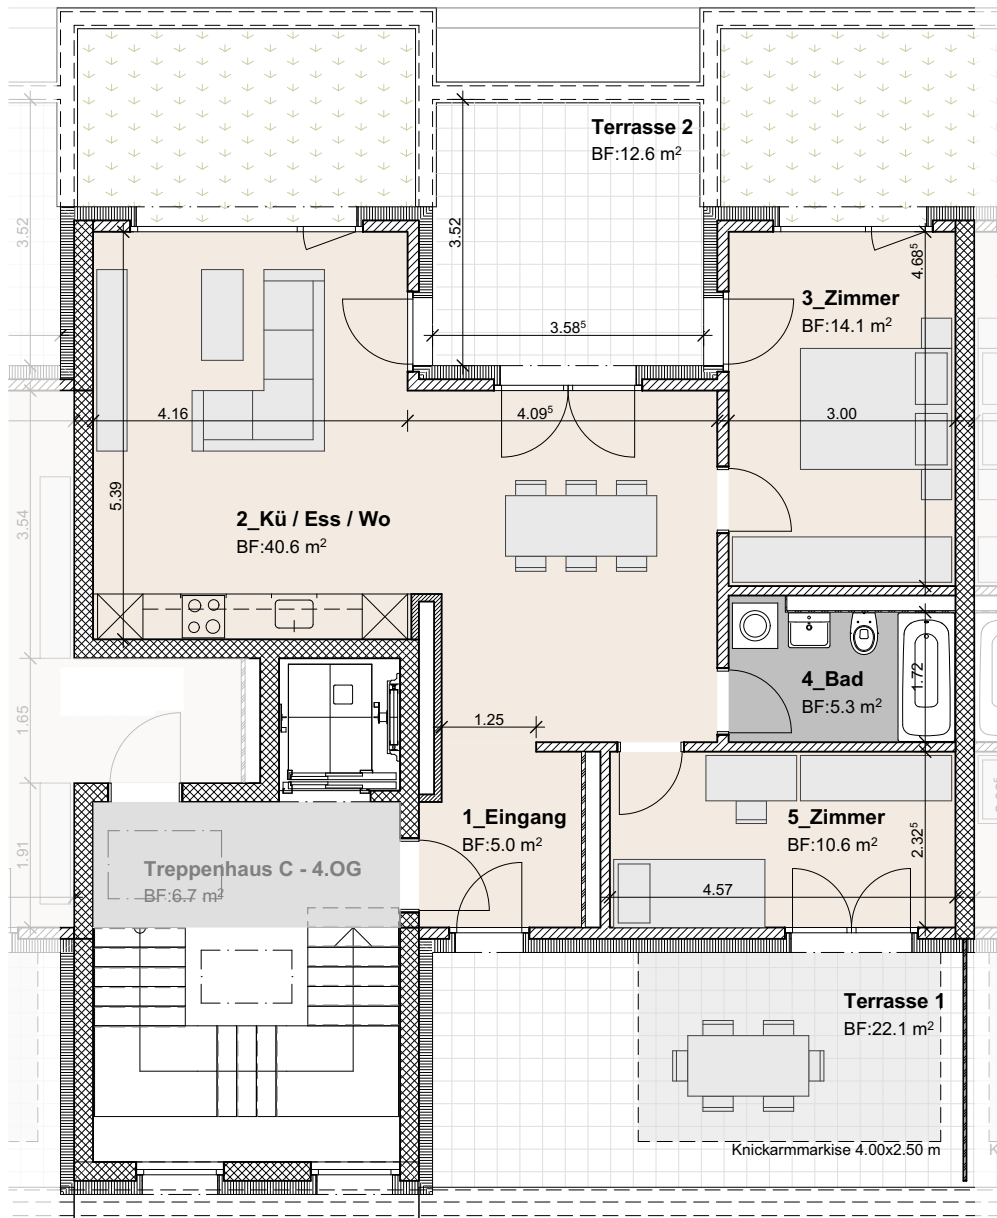 Terrasse 2
BF:12.6 m²
3.52
3.52
3.58⁵
4.68⁵
3_Zimmer
BF:14.1 m²
4.16
4.09⁵
3.00
5.39
3.54
2_Kü / Ess / Wo
BF:40.6 m²
4_Bad
BF:5.3 m²
1.72
1.65
1.25
1_Eingang
BF:5.0 m²
5_Zimmer
BF:10.6 m²
2.32⁵
1.91
Treppenhaus C - 4.OG
BF:6.7 m²
4.57
Terrasse 1
BF:22.1 m²
Knickarmmarkise 4.00x2.50 m
K